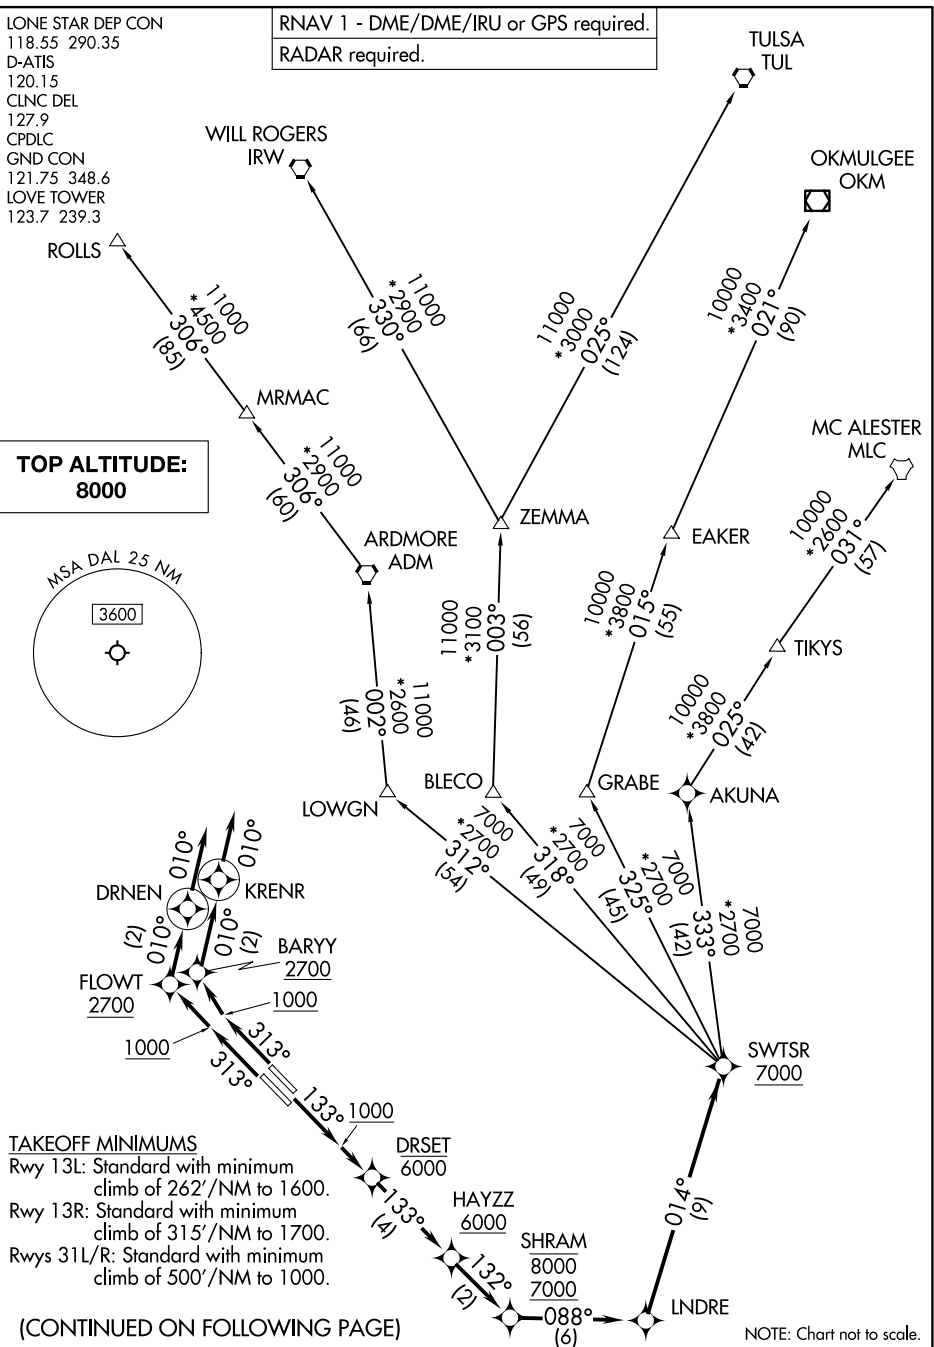 LONE STAR DEP CON
118.55 290.35
D-ATIS
120.15
CLNC DEL
127.9
CPDLC
GND CON
121.75 348.6
LOVE TOWER
123.7 239.3
RNAV 1 - DME/DME/IRU or GPS required.
RADAR required.
TULSA
TUL
WILL ROGERS
IRW
OKMULGEE
OKM
ROLLS
11000
*4500
306°
(85)
11000
*2900
330°
(66)
11000
*3000
025°
(124)
10000
*3400
021°
(90)
MRMAC
MC ALESTER
MLC
TOP ALTITUDE:
8000
11000
*2900
306°
(60)
ZEMMA
EAKER
10000
*2600
031°
(57)
ARDMORE
ADM
MSA DAL 25 NM
3600
11000
*3100
003°
(56)
10000
*3800
015°
(55)
TIKYS
11000
*2600
002°
(46)
10000
*3800
025°
(42)
LOWGN
BLECO
GRABE
AKUNA
7000
*2700
312°
(54)
7000
*2700
318°
(49)
7000
*2700
325°
(45)
7000
*2700
333°
(42)
010°
010°
DRNEN
KRENR
(2)
010°
010°
(2)
BARYY
2700
FLOWT
2700
1000
1000
313°
313°
SWTSR
7000
133°
1000
DRSET
6000
TAKEOFF MINIMUMS
Rwy 13L: Standard with minimum
climb of 262'/NM to 1600.
Rwy 13R: Standard with minimum
climb of 315'/NM to 1700.
Rwys 31L/R: Standard with minimum
climb of 500'/NM to 1000.
133°
(4)
HAYZZ
6000
132°
(2)
SHRAM
8000
7000
014°
(9)
088°
(6)
LNDRE
(CONTINUED ON FOLLOWING PAGE)
NOTE: Chart not to scale.